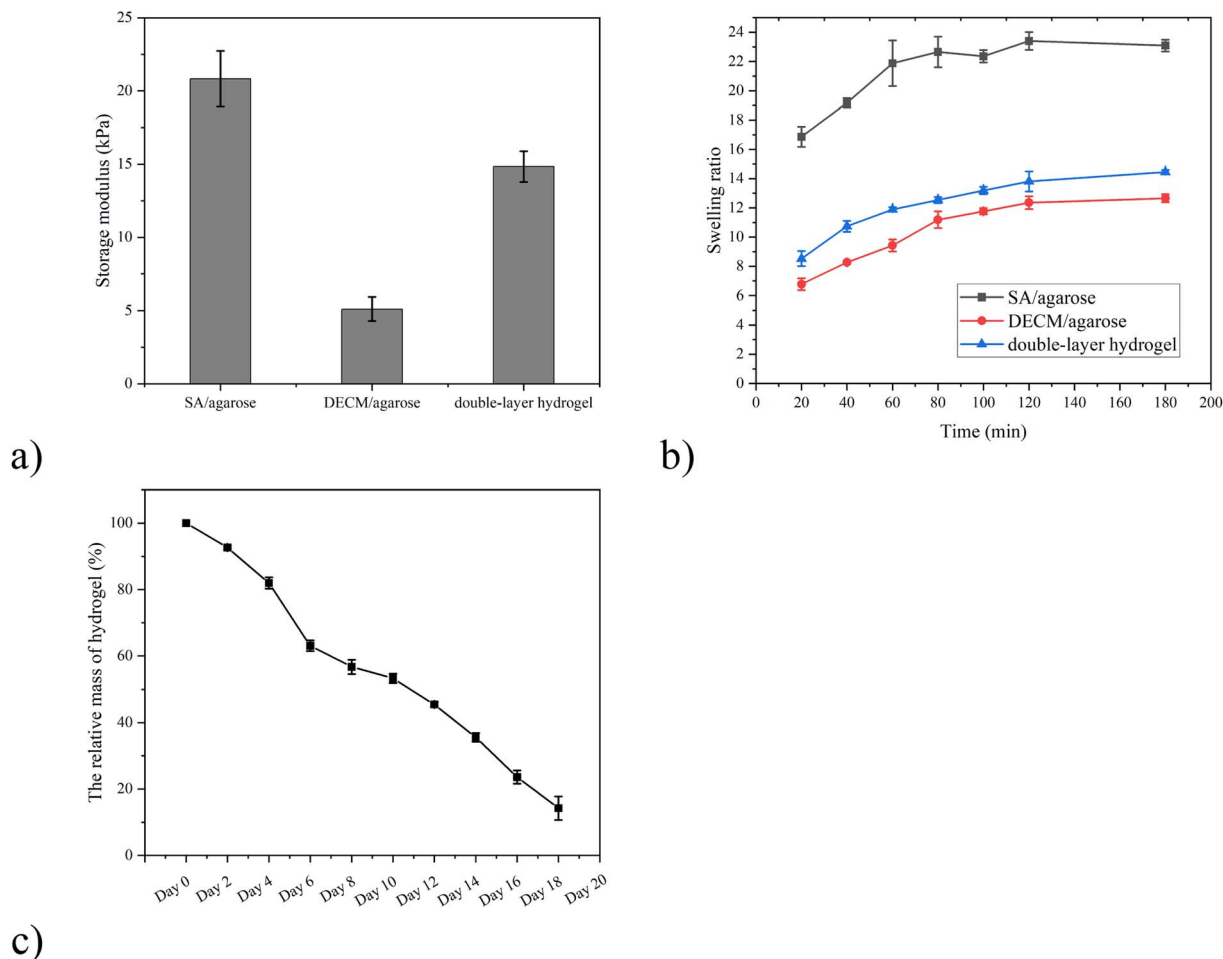 25
20
15
10
5
0
Storage modulus (kPa)
SA/agarose DECM/agarose double-layer hydrogel
a)
24
22
20
18
16
14
12
10
8
6
4
2
0
Swelling ratio
SA/agarose
DECM/agarose
double-layer hydrogel
0 20 40 60 80 100 120 140 160 180 200
Time (min)
b)
100
80
60
40
20
0
The relative mass of hydrogel (%)
Day 0 Day 2 Day 4 Day 6 Day 8 Day 10 Day 12 Day 14 Day 16 Day 18 Day 20
c)